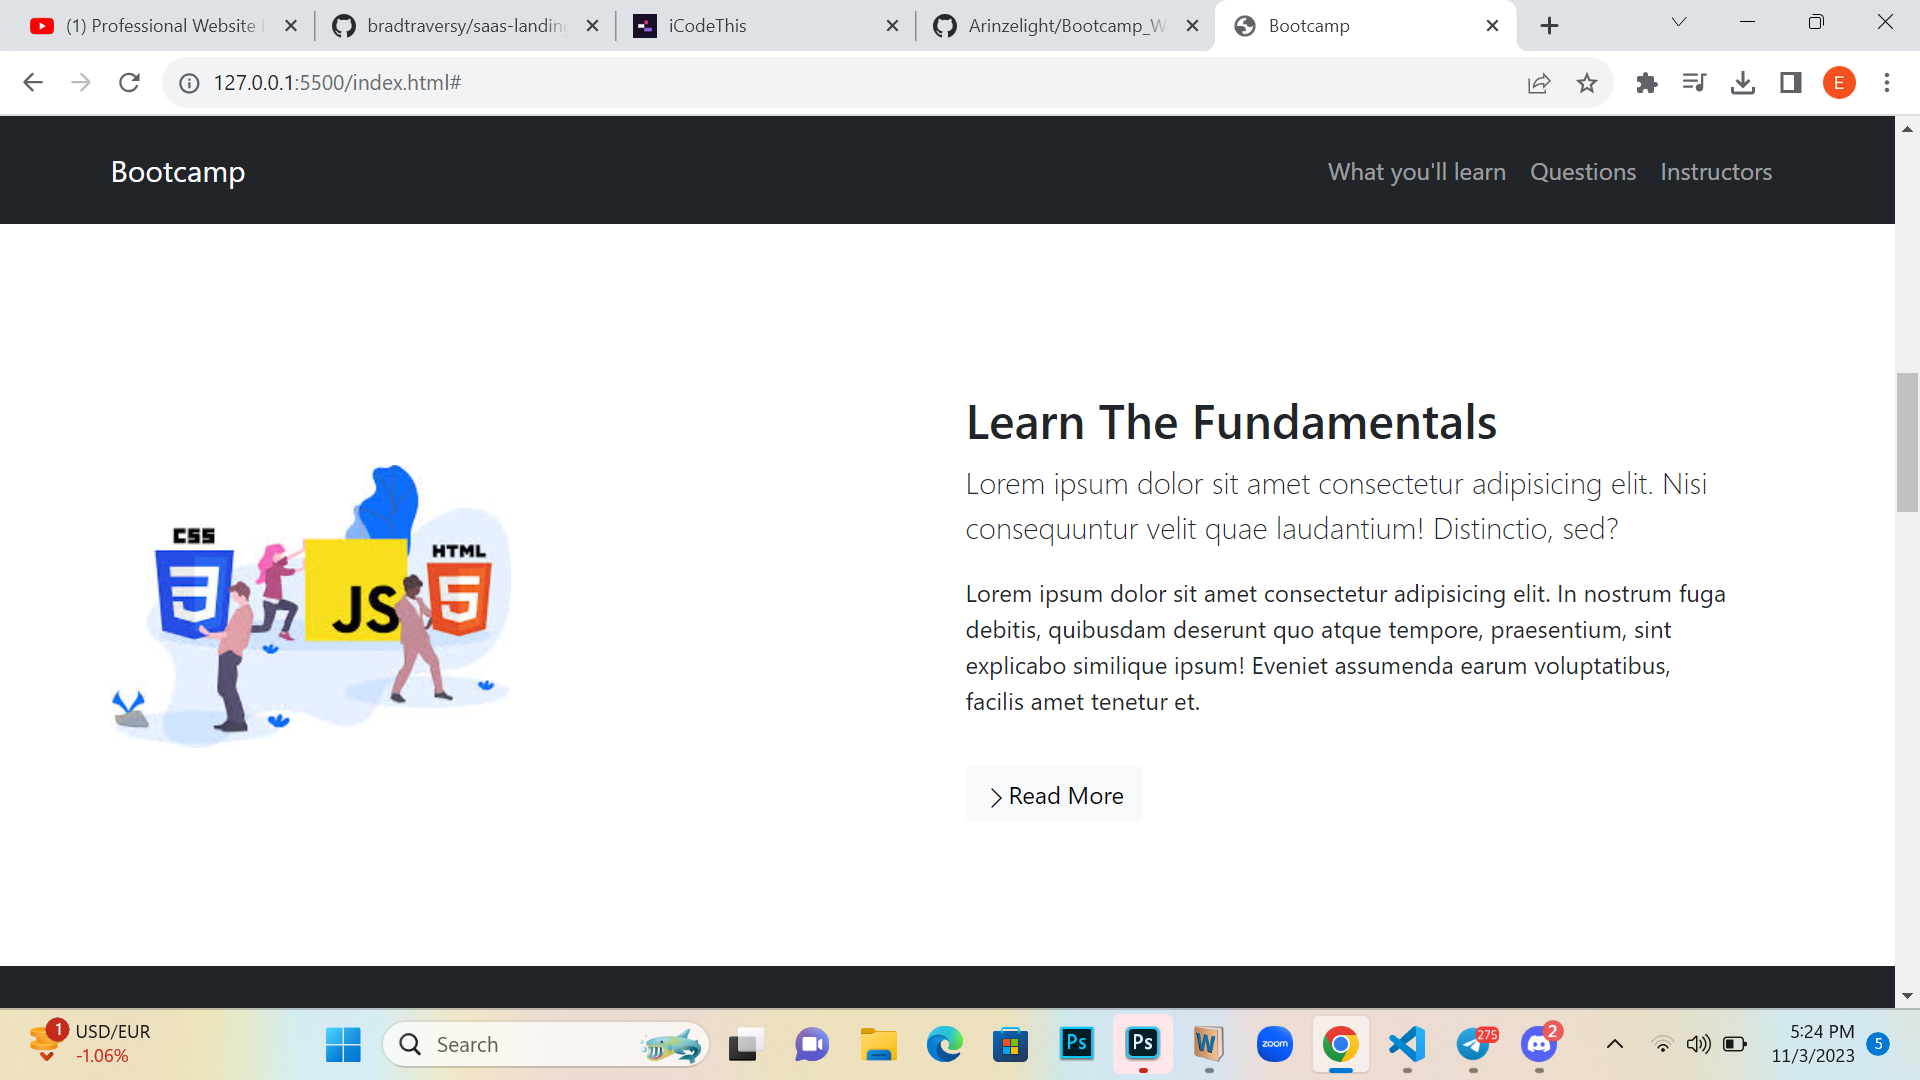 (1) Professional Website
bradtraversy/saas-landing
iCodeThis
Arinzelight/Bootcamp_W
Bootcamp
127.0.0.1:5500/index.html#
E
Bootcamp
What you'll learn
Questions
Instructors
Learn The Fundamentals
Lorem ipsum dolor sit amet consectetur adipisicing elit. Nisi
consequuntur velit quae laudantium! Distinctio, sed?
CSS
HTML
JS
Lorem ipsum dolor sit amet consectetur adipisicing elit. In nostrum fuga
debitis, quibusdam deserunt quo atque tempore, praesentium, sint
explicabo similique ipsum! Eveniet assumenda earum voluptatibus,
facilis amet tenetur et.
Read More
1
USD/EUR
-1.06%
Search
Ps
Ps
W
zoom
275
2
5:24 PM
11/3/2023
5